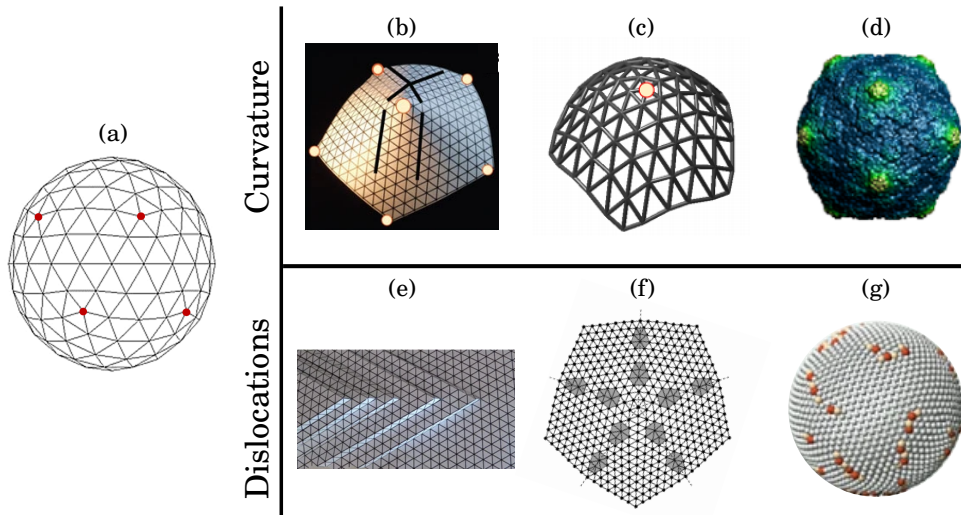 (a)
Curvature
(b)
(c)
(d)
Dislocations
(e)
(f)
(g)